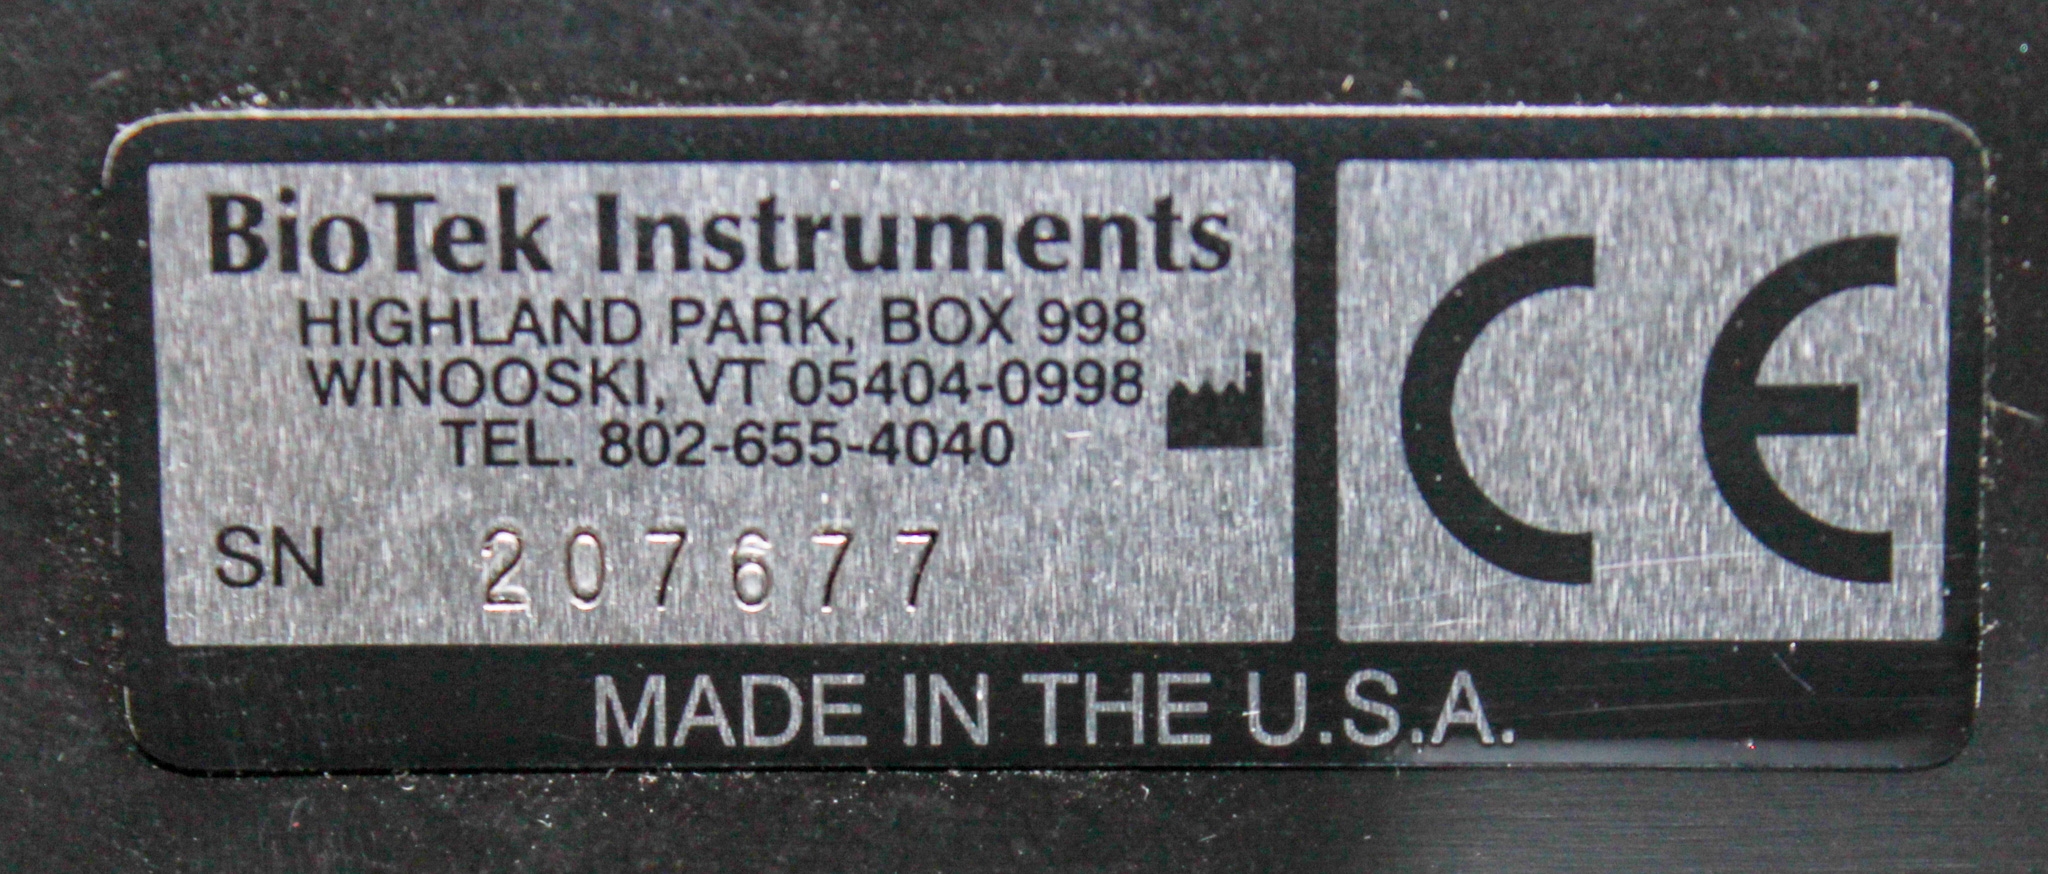 BioTek Instruments
HIGHLAND PARK, BOX 998
WINOOSKI, VT 05404-0998
TEL. 802-655-4040
SN 207677
CE
MADE IN THE U.S.A.